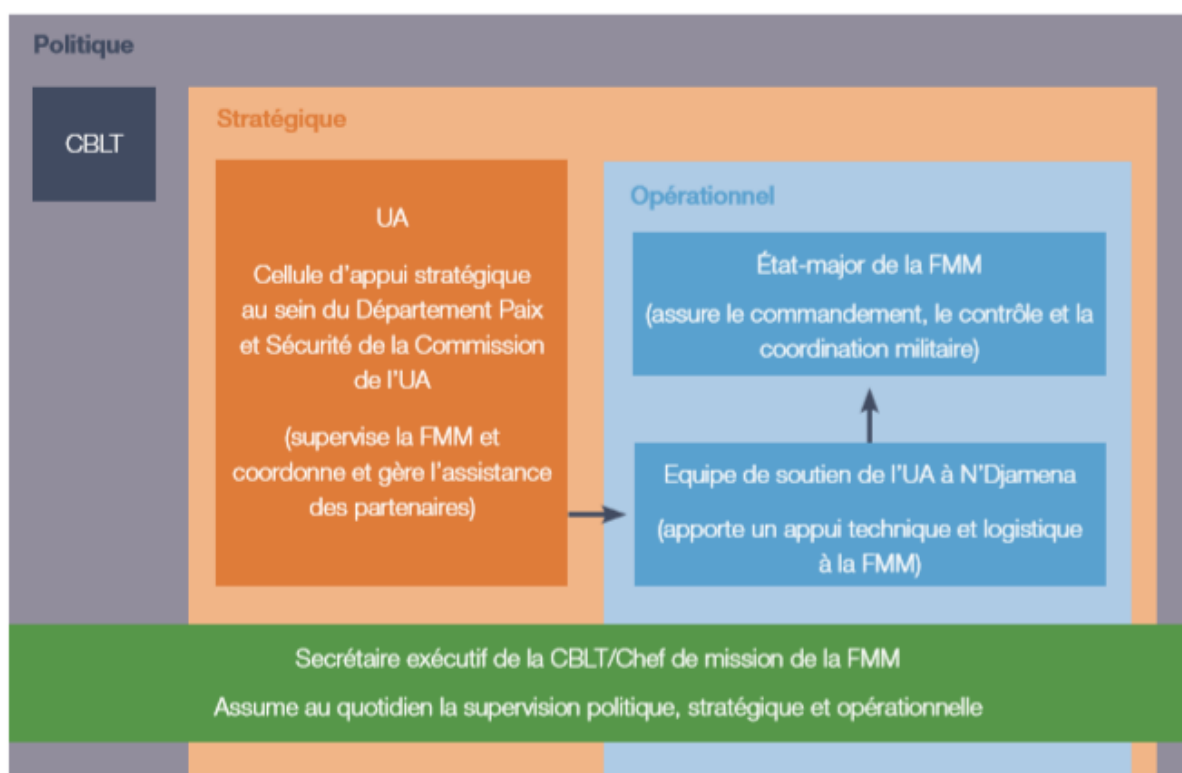 Politique
CBLT
Stratégique
UA
Cellule d'appui stratégique
au sein du Département Paix
et Sécurité de la Commission
de l'UA
(supervise la FMM et
coordonne et gère l'assistance
des partenaires)
Opérationnel
État-major de la FMM
(assure le commandement, le contrôle et la
coordination militaire)
Equipe de soutien de l'UA à N'Djamena
(apporte un appui technique et logistique
à la FMM)
Secrétaire exécutif de la CBLT/Chef de mission de la FMM
Assume au quotidien la supervision politique, stratégique et opérationnelle